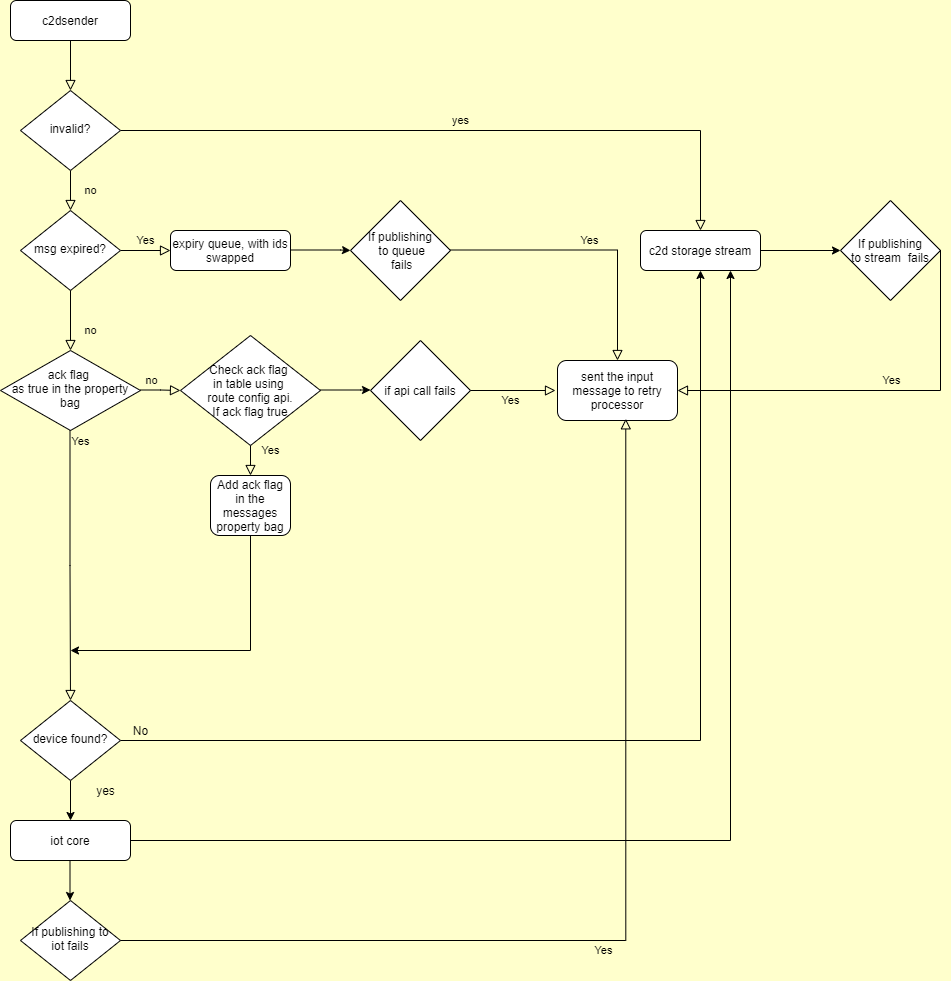 c2dsender
invalid?
yes
no
msg expired?
Yes
expiry queue, with ids
swapped
If publishing
to queue
fails
Yes
c2d storage stream
If publishing
to stream  fails
no
ack flag
as true in the property
bag
no
Check ack flag
in table using
route config api.
If ack flag true
if api call fails
Yes
sent the input
message to retry
processor
Yes
Yes
Yes
Add ack flag
in the
messages
property bag
device found?
No
yes
iot core
If publishing to
iot fails
Yes